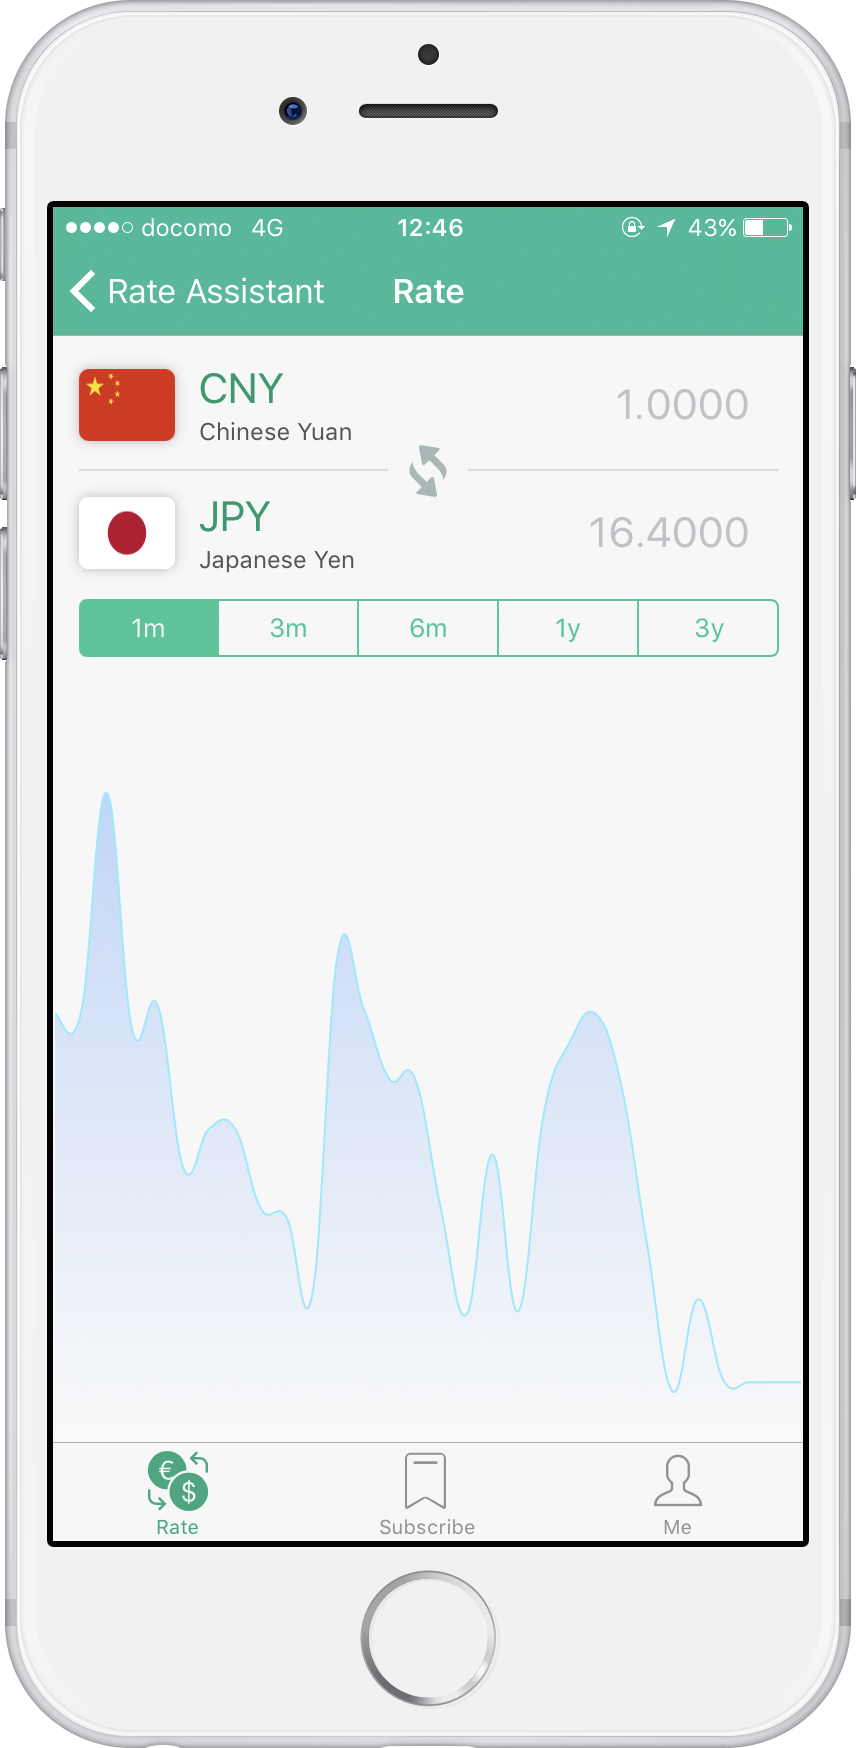 docomo 4G 12:46 43%
Rate Assistant Rate
CNY 1.0000
Chinese Yuan
JPY 16.4000
Japanese Yen
1m 3m 6m 1y 3y
€ $
Rate Subscribe Me